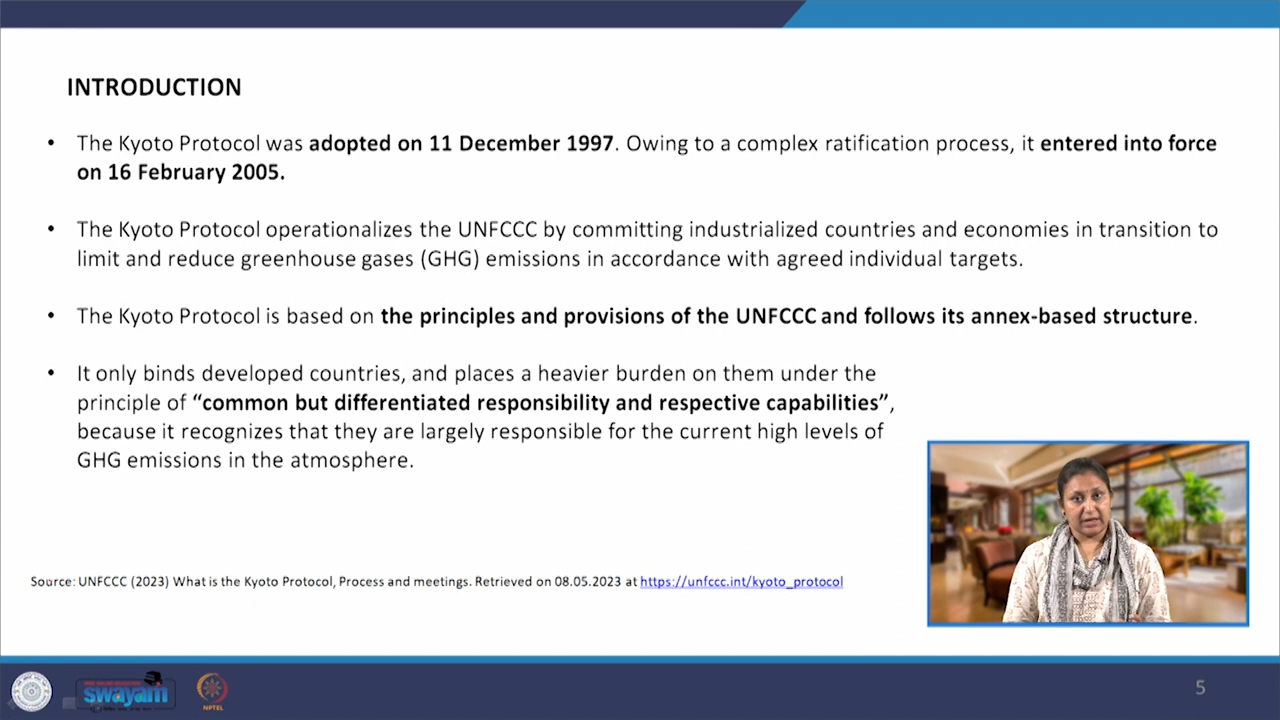 INTRODUCTION
• The Kyoto Protocol was adopted on 11 December 1997. Owing to a complex ratification process, it entered into force
on 16 February 2005.
• The Kyoto Protocol operationalizes the UNFCCC by committing industrialized countries and economies in transition to
limit and reduce greenhouse gases (GHG) emissions in accordance with agreed individual targets.
• The Kyoto Protocol is based on the principles and provisions of the UNFCCC and follows its annex-based structure.
• It only binds developed countries, and places a heavier burden on them under the
principle of “common but differentiated responsibility and respective capabilities”,
because it recognizes that they are largely responsible for the current high levels of
GHG emissions in the atmosphere.
Source: UNFCCC (2023) What is the Kyoto Protocol, Process and meetings. Retrieved on 08.05.2023 at https://unfccc.int/kyoto_protocol
swayam
NPTEL
5